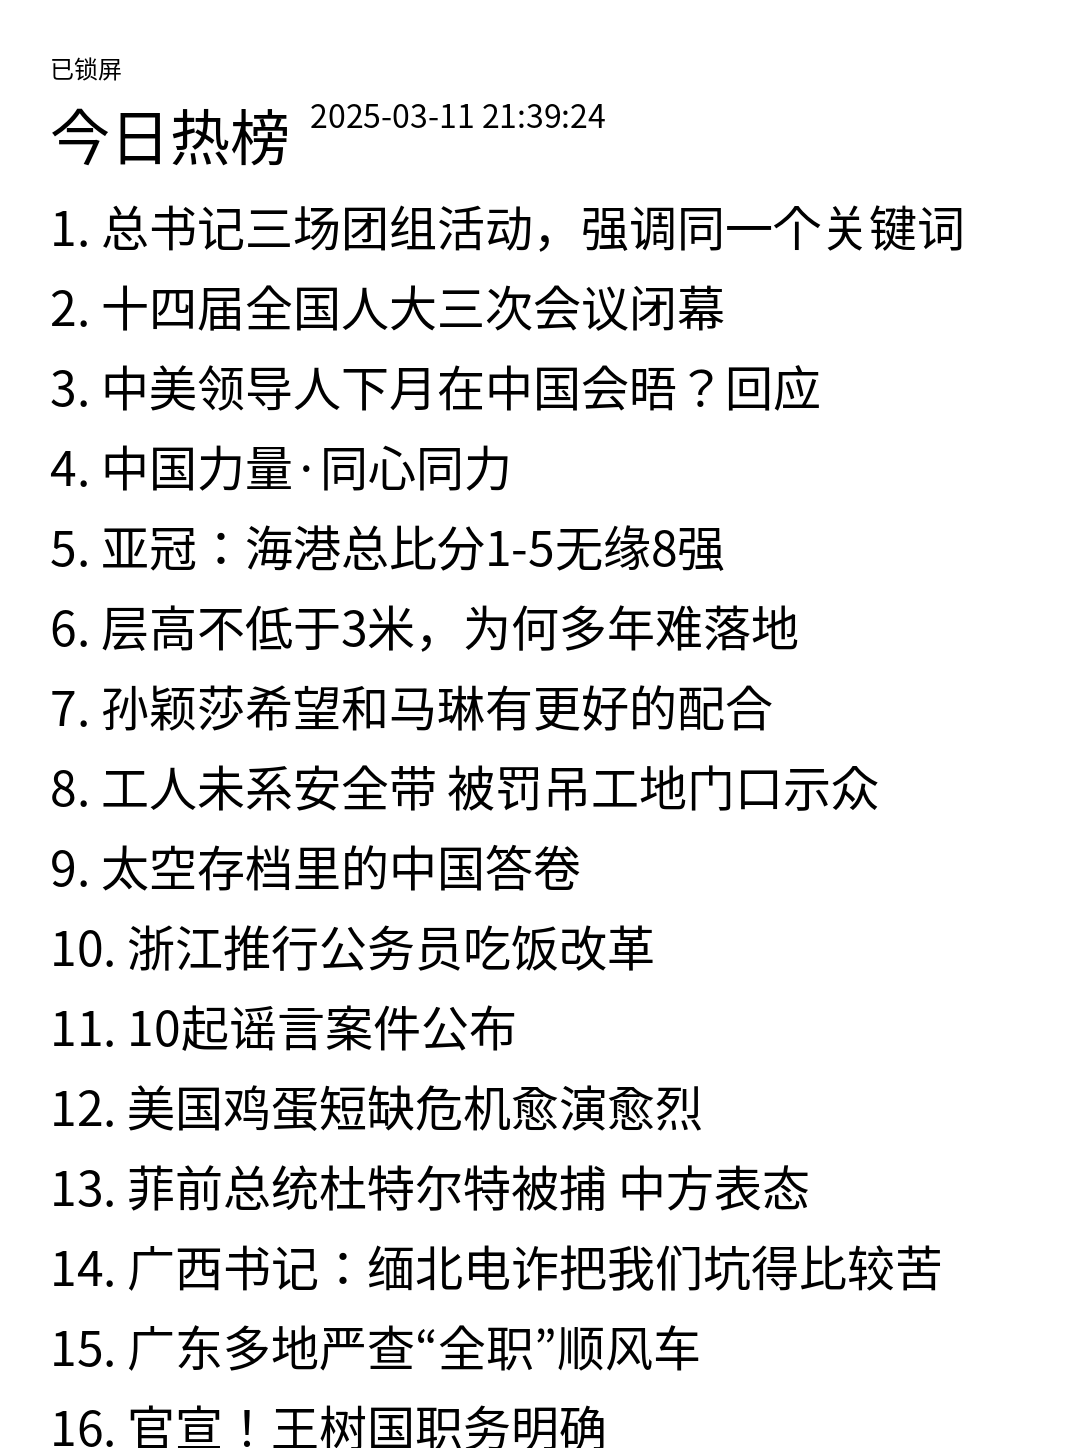 已锁屏
今日热榜 2025-03-11 21:39:24
1. 总书记三场团组活动，强调同一个关键词
2. 十四届全国人大三次会议闭幕
3. 中美领导人下月在中国会晤？回应
4. 中国力量·同心同力
5. 亚冠：海港总比分1-5无缘8强
6. 层高不低于3米，为何多年难落地
7. 孙颖莎希望和马琳有更好的配合
8. 工人未系安全带 被罚吊工地门口示众
9. 太空存档里的中国答卷
10. 浙江推行公务员吃饭改革
11. 10起谣言案件公布
12. 美国鸡蛋短缺危机愈演愈烈
13. 菲前总统杜特尔特被捕 中方表态
14. 广西书记：缅北电诈把我们坑得比较苦
15. 广东多地严查“全职”顺风车
16. 官宣！王树国职务明确